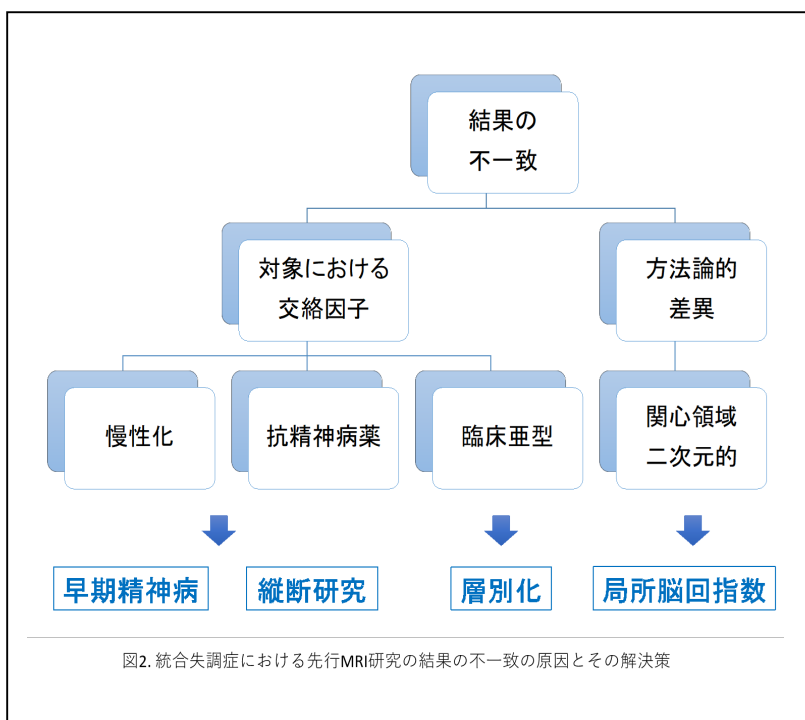 結果の
不一致
対象における
交絡因子
方法論的
差異
慢性化
抗精神病薬
臨床亜型
関心領域
二次元的
早期精神病
縦断研究
層別化
局所脳回指数
図2. 統合失調症における先行MRI研究の結果の不一致の原因とその解決策